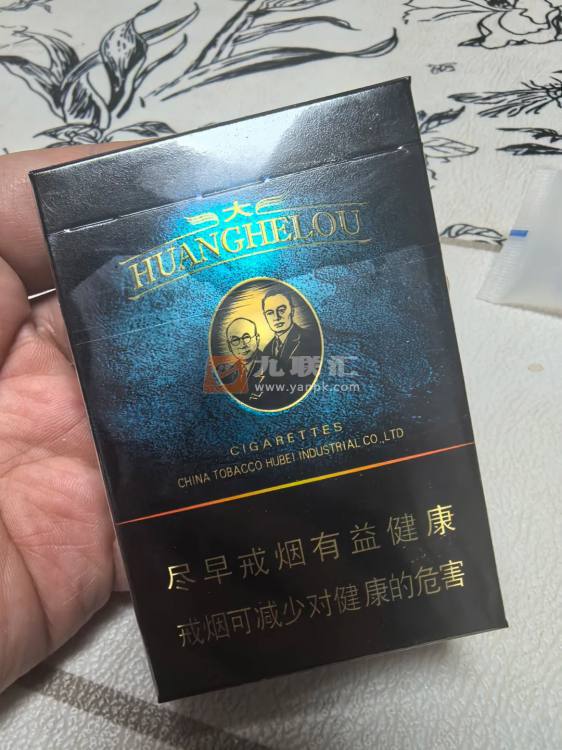 大
HUANGHELOU
九联汇
www.yanpk.com
CIGARETTES
CHINA TOBACCO HUBEI INDUSTRIAL CO.,LTD
尽早戒烟有益健康
戒烟可减少对健康的危害